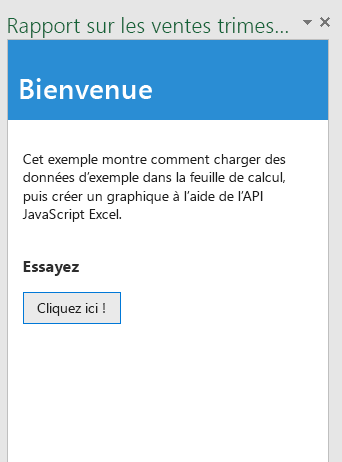 Rapport sur les ventes trimes...
Bienvenue
Cet exemple montre comment charger des
données d’exemple dans la feuille de calcul,
puis créer un graphique à l’aide de l’API
JavaScript Excel.
Essayez
Cliquez ici !